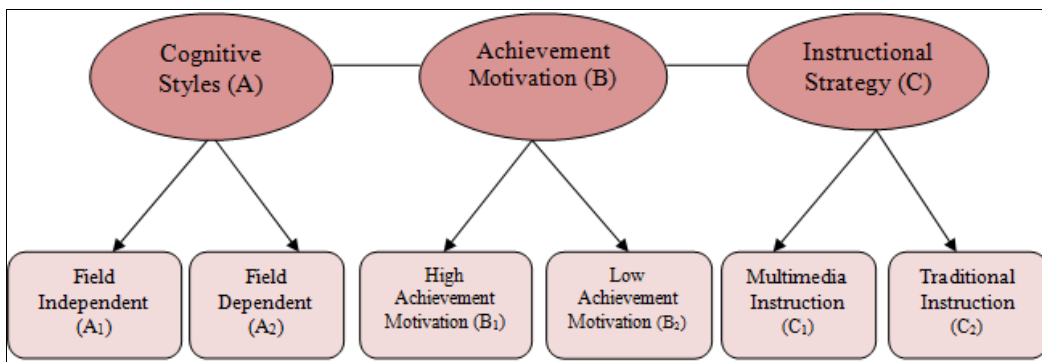 Cognitive
Styles (A)
Achievement
Motivation (B)
Instructional
Strategy (C)
Field
Independent
(A₁)
Field
Dependent
(A₂)
High
Achievement
Motivation (B₁)
Low
Achievement
Motivation (B₂)
Multimedia
Instruction
(C₁)
Traditional
Instruction
(C₂)